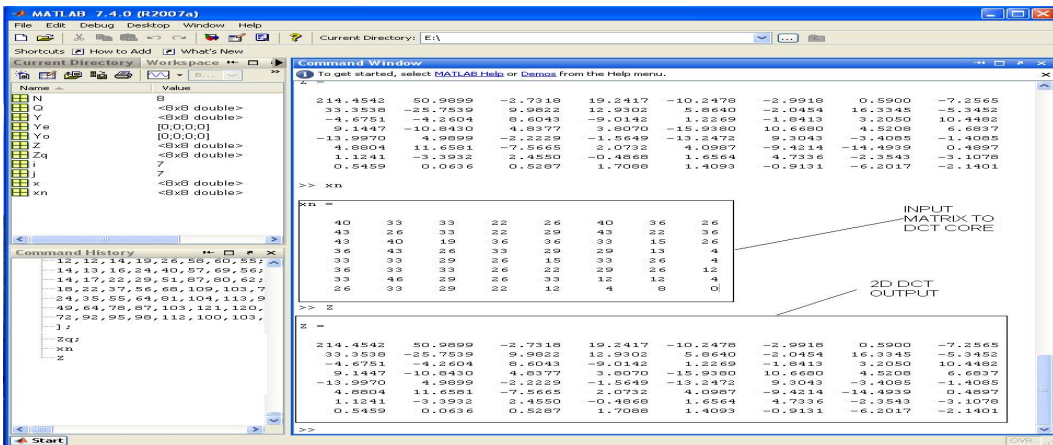 MATLAB 7.4.0 (R2007a)
File Edit Debug Desktop Window Help
Current Directory: E:\
Shortcuts How to Add What's New
Current Directory Workspace
Name Value
N 8
Q <8x8 double>
Y <8x8 double>
Ye [0;0;0;0]
Yo [0;0;0;0]
Z <8x8 double>
Zq <8x8 double>
i 7
j 7
x <8x8 double>
xn <8x8 double>
Command History
12,12,14,19,26,58,60,55;
14,13,16,24,40,57,69,56;
14,17,22,29,51,87,80,62;
18,22,37,56,68,109,103,7
24,35,55,64,81,104,113,9
49,64,78,87,103,121,120,
72,92,95,98,112,100,103,
];
Zq;
xn
Z
Command Window
To get started, select MATLAB Help or Demos from the Help menu.
Z =
214.4542 50.9899 -2.7318 19.2417 -10.2478 -2.9918 0.5900 -7.2565
33.3538 -25.7539 9.9822 12.9302 5.8640 -2.0454 16.3345 -5.3452
-4.6751 -4.2604 8.6043 -9.0142 1.2269 -1.8413 3.2050 10.4482
9.1447 -10.8430 4.8377 3.8070 -15.9380 10.6680 4.5208 6.6837
-13.9970 4.9899 -2.2229 -1.5649 -13.2472 9.3043 -3.4085 -1.4085
4.8804 11.6581 -7.5665 2.0732 4.0987 -9.4214 -14.4939 0.4897
1.1241 -3.3932 2.4550 -0.4868 1.6564 4.7336 -2.3543 -3.1078
0.5459 0.0636 0.5287 1.7088 1.4093 -0.9131 -6.2017 -2.1401
>> xn
xn =
40 33 33 22 26 40 36 26
43 26 33 22 29 43 22 36
43 40 19 36 36 33 15 26
36 43 26 33 29 29 13 4
33 33 29 26 15 33 26 4
36 33 33 26 22 29 26 12
33 46 29 26 33 12 12 4
26 33 29 22 12 4 8 0
INPUT
MATRIX TO
DCT CORE
>> Z
2D DCT
OUTPUT
Z =
214.4542 50.9899 -2.7318 19.2417 -10.2478 -2.9918 0.5900 -7.2565
33.3538 -25.7539 9.9822 12.9302 5.8640 -2.0454 16.3345 -5.3452
-4.6751 -4.2604 8.6043 -9.0142 1.2269 -1.8413 3.2050 10.4482
9.1447 -10.8430 4.8377 3.8070 -15.9380 10.6680 4.5208 6.6837
-13.9970 4.9899 -2.2229 -1.5649 -13.2472 9.3043 -3.4085 -1.4085
4.8804 11.6581 -7.5665 2.0732 4.0987 -9.4214 -14.4939 0.4897
1.1241 -3.3932 2.4550 -0.4868 1.6564 4.7336 -2.3543 -3.1078
0.5459 0.0636 0.5287 1.7088 1.4093 -0.9131 -6.2017 -2.1401
>>
Start
OVR